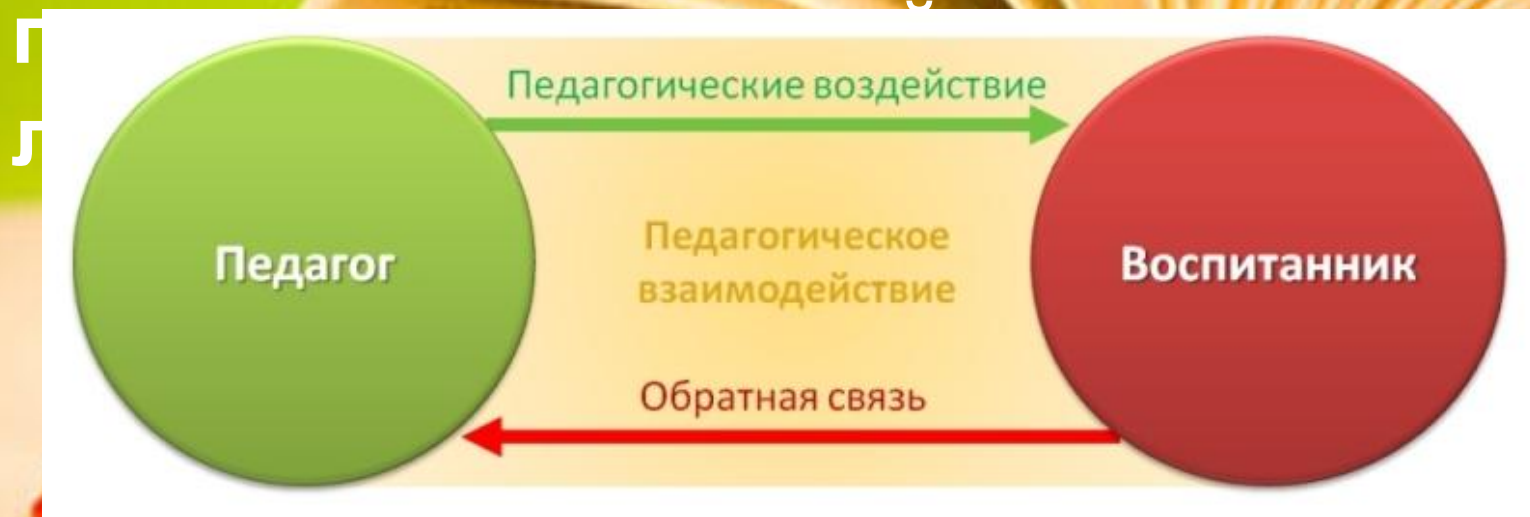 Педагогические воздействие
Педагог
Педагогическое
взаимодействие
Воспитанник
Обратная связь